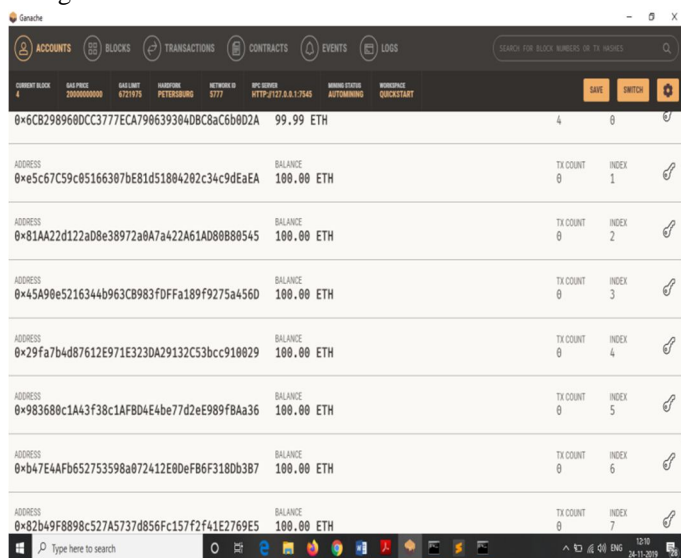 Ganache
ACCOUNTS BLOCKS TRANSACTIONS CONTRACTS EVENTS LOGS SEARCH FOR BLOCK NUMBERS OR TX HASHES
CURRENT BLOCK GAS PRICE GAS LIMIT HARDFORK NETWORK ID RPC SERVER MINING STATUS WORKSPACE
4 20000000000 6721975 PETERSBURG 5777 HTTP://127.0.0.1:7545 AUTOMINING QUICKSTART SAVE SWITCH
0×6CB298960DCC3777ECA790639304DBC8aC6b0D2A 99.99 ETH 4 0
ADDRESS BALANCE TX COUNT INDEX
0×e5c67C59c05166307bE81d51804202c34c9dEaEA 100.00 ETH 0 1
ADDRESS BALANCE TX COUNT INDEX
0×81AA22d122aD8e38972a0A7a422A61AD80B80545 100.00 ETH 0 2
ADDRESS BALANCE TX COUNT INDEX
0×45A90e5216344b963CB983fDFFa189f9275a456D 100.00 ETH 0 3
ADDRESS BALANCE TX COUNT INDEX
0×29fa7b4d87612E971E323DA29132C53bcc910029 100.00 ETH 0 4
ADDRESS BALANCE TX COUNT INDEX
0×983680c1A43f38c1AFBD4E4be77d2eE989fBAa36 100.00 ETH 0 5
ADDRESS BALANCE TX COUNT INDEX
0×b47E4AFb652753598a072412E0DeFB6F318Db3B7 100.00 ETH 0 6
ADDRESS BALANCE TX COUNT INDEX
0×82b49F8898c527A5737d856Fc157f2f41E2769E5 100.00 ETH 0 7
Type here to search ENG 12:10
24-11-2019